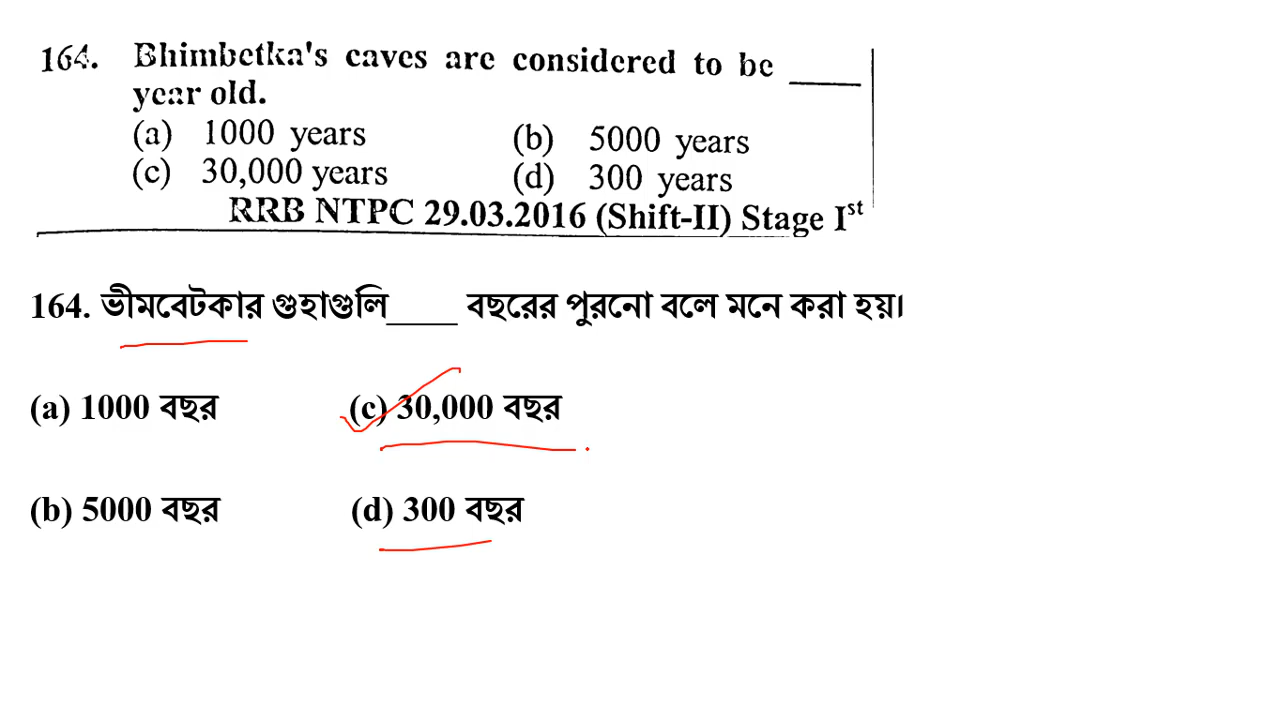 164. Bhimbetka's caves are considered to be ____
year old.
(a) 1000 years (b) 5000 years
(c) 30,000 years (d) 300 years
RRB NTPC 29.03.2016 (Shift-II) Stage Ist
164. ভীমবেটকার গুহাগুলি____ বছরের পুরনো বলে মনে করা হয়।
(a) 1000 বছর (c) 30,000 বছর
(b) 5000 বছর (d) 300 বছর